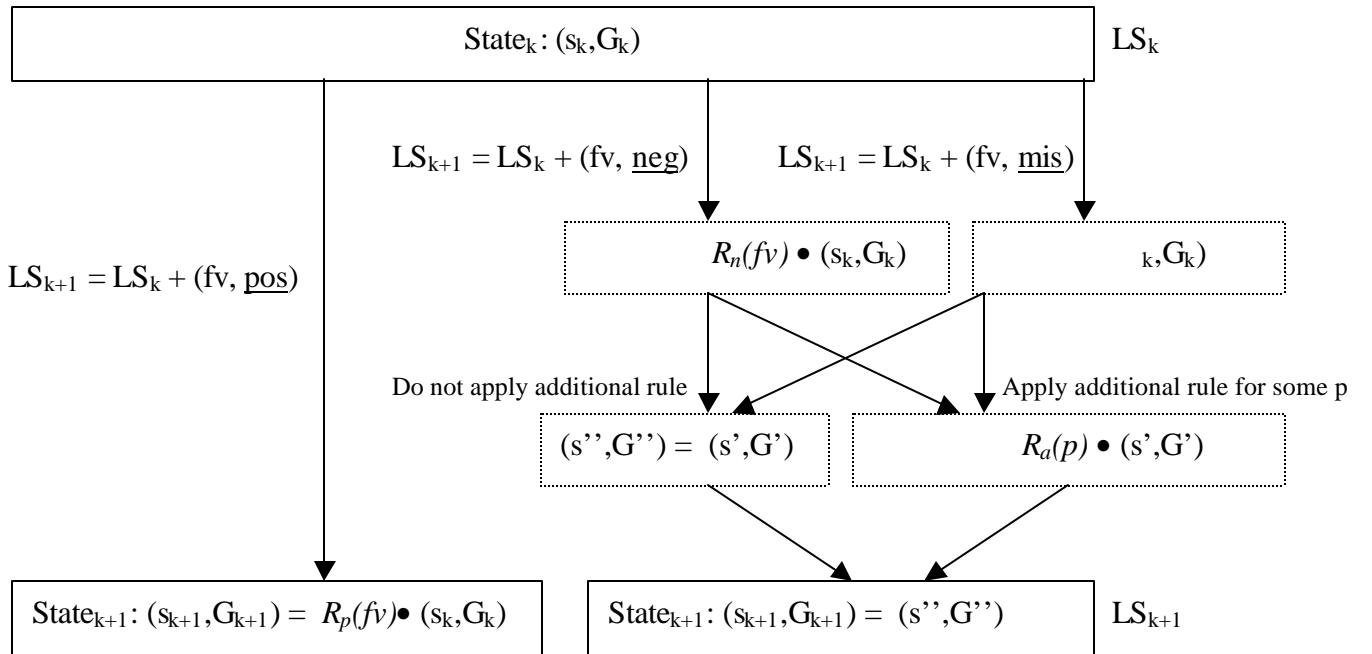 State_k: (s_k,G_k) LS_k
LS_{k+1} = LS_k + (fv, neg) LS_{k+1} = LS_k + (fv, mis)
R_n(fv) • (s_k,G_k) _k,G_k)
LS_{k+1} = LS_k + (fv, pos)
Do not apply additional rule Apply additional rule for some p
(s’’,G’’) = (s’,G’) R_a(p) • (s’,G’)
State_{k+1}: (s_{k+1},G_{k+1}) = R_p(fv)• (s_k,G_k) State_{k+1}: (s_{k+1},G_{k+1}) = (s’’,G’’) LS_{k+1}